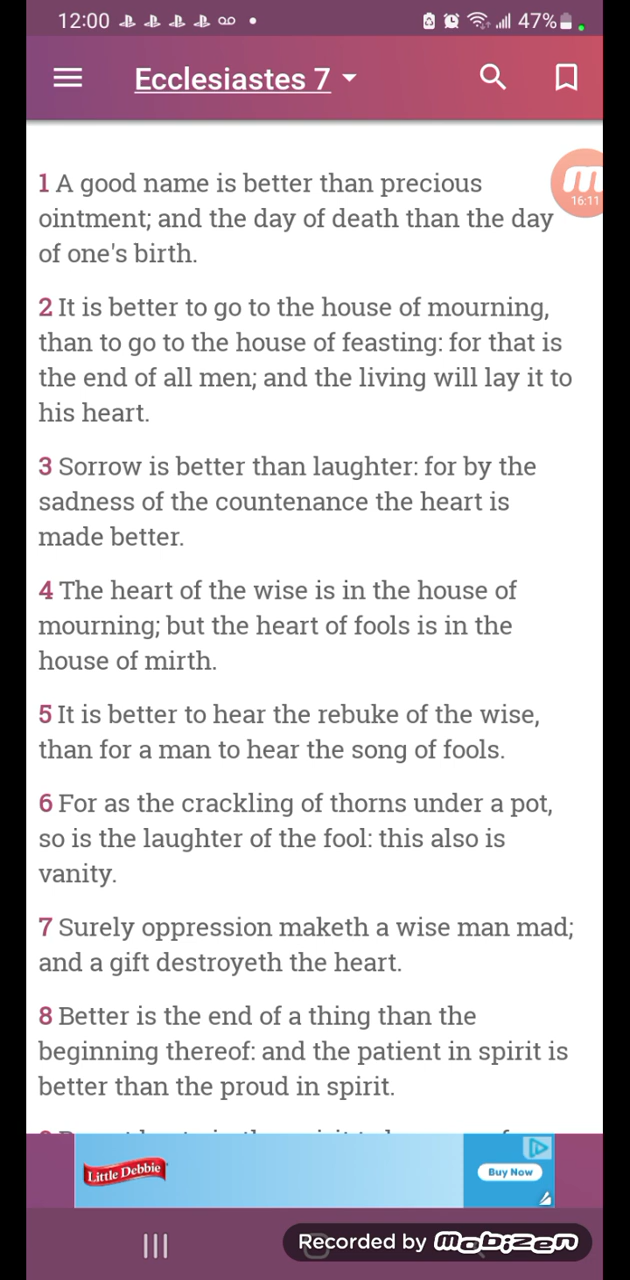 12:00 47%
Ecclesiastes 7
16:11
1 A good name is better than precious
ointment; and the day of death than the day
of one's birth.
2 It is better to go to the house of mourning,
than to go to the house of feasting: for that is
the end of all men; and the living will lay it to
his heart.
3 Sorrow is better than laughter: for by the
sadness of the countenance the heart is
made better.
4 The heart of the wise is in the house of
mourning; but the heart of fools is in the
house of mirth.
5 It is better to hear the rebuke of the wise,
than for a man to hear the song of fools.
6 For as the crackling of thorns under a pot,
so is the laughter of the fool: this also is
vanity.
7 Surely oppression maketh a wise man mad;
and a gift destroyeth the heart.
8 Better is the end of a thing than the
beginning thereof: and the patient in spirit is
better than the proud in spirit.
Little Debbie
Buy Now
Recorded by mobizen